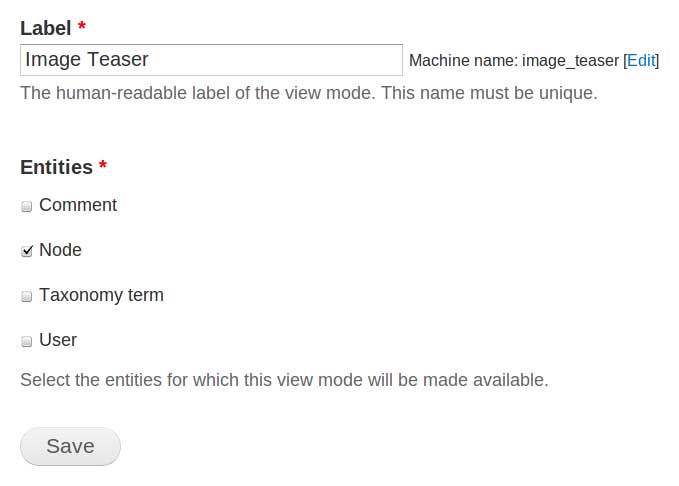 Label *
Image Teaser
Machine name: image_teaser [Edit]
The human-readable label of the view mode. This name must be unique.
Entities *
Comment
Node
Taxonomy term
User
Select the entities for which this view mode will be made available.
Save